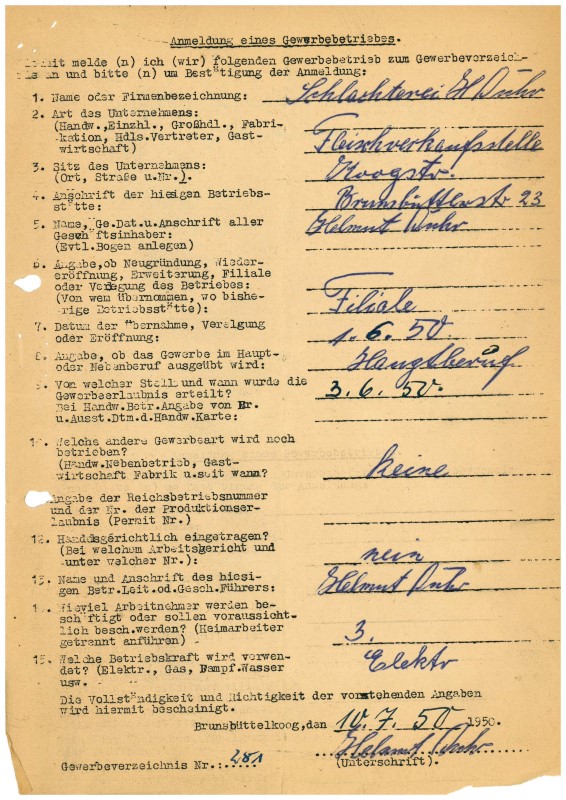 Anmeldung eines Gewerbebetriebes.
melde (n) ich (wir) folgenden Gewerbebetrieb zum Gewerbeverzeich-
an und bitte (n) um Bestätigung der Anmeldung:
1. Name oder Firmenbezeichnung: Schlachterei H Duhr
2. Art des Unternehmens:
(Handw.,Einzhl., Großhdl., Fabri-
kation, Hdls.Vertreter, Gast-
wirtschaft) Fleischverkaufsstelle
3. Sitz des Unternehmens:
(Ort, Straße u.Nr.). Koogstr.
4. Anschrift der hiesigen Betriebs-
stätte: Brunsbüttlerstr 23
5. Name, Ge.Dat.u.Anschrift aller
Geschäftsinhaber: Helmut Duhr
(Evtl.Bogen anlegen)
6. Angabe,ob Neugründung, Wieder-
eröffnung, Erweiterung, Filiale
oder Verlegung des Betriebes:
(Von wem übernommen, wo bishe-
rige Betriebsstätte): Filiale
7. Datum der Übernahme, Verelgung
oder Eröffnung: 1. 6. 50
8. Angabe, ob das Gewerbe im Haupt-
oder Nebenberuf ausgeübt wird: Hauptberuf
9. Von welcher Stell und wann wurde die
Gewerbeerlaubnis erteilt? 3. 6. 50.
Bei Handw.Betr.Angabe von Nr.
u.Ausst.Dtm.d.Handw.Karte:
Welche andere Gewerbeart wird noch
betrieben?
(Handw.Nebenbetrieb, Gast-
wirtschaft Fabrik u.seit wann? keine
Angabe der Reichsbetriebsnummer
und der Nr. der Produktionser-
laubnis (Permit Nr.)
12. Handelsgerichtlich eingetragen?
(Bei welchem Arbeitsgericht und
unter welcher Nr.): nein
13. Name und Anschrift des hiesi-
gen Betr.Leit.od.Gesch.Führers: Helmut Duhr
Wieviel Arbeitnehmer werden be-
schäftigt oder sollen voraussicht-
lich besch.werden? (Heimarbeiter
getrennt anführen) 3.
15. Welche Betriebskraft wird verwen-
det? (Elektr., Gas, Dampf.Wasser
usw. Elektr
Die Vollständigkeit und Richtigkeit der vorstehenden Angaben
wird hiermit bescheinigt.
Brunsbüttelkoog,den 10. 7. 50 1950.
Helmut Duhr
Gewerbeverzeichnis Nr.: 281 (Unterschrift).